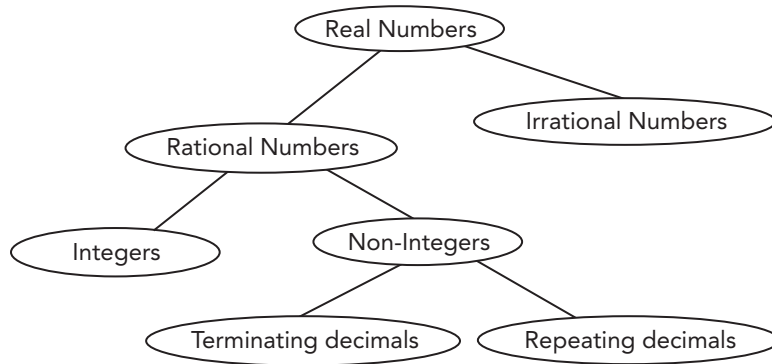 Real Numbers
Irrational Numbers
Rational Numbers
Integers
Non-Integers
Terminating decimals
Repeating decimals